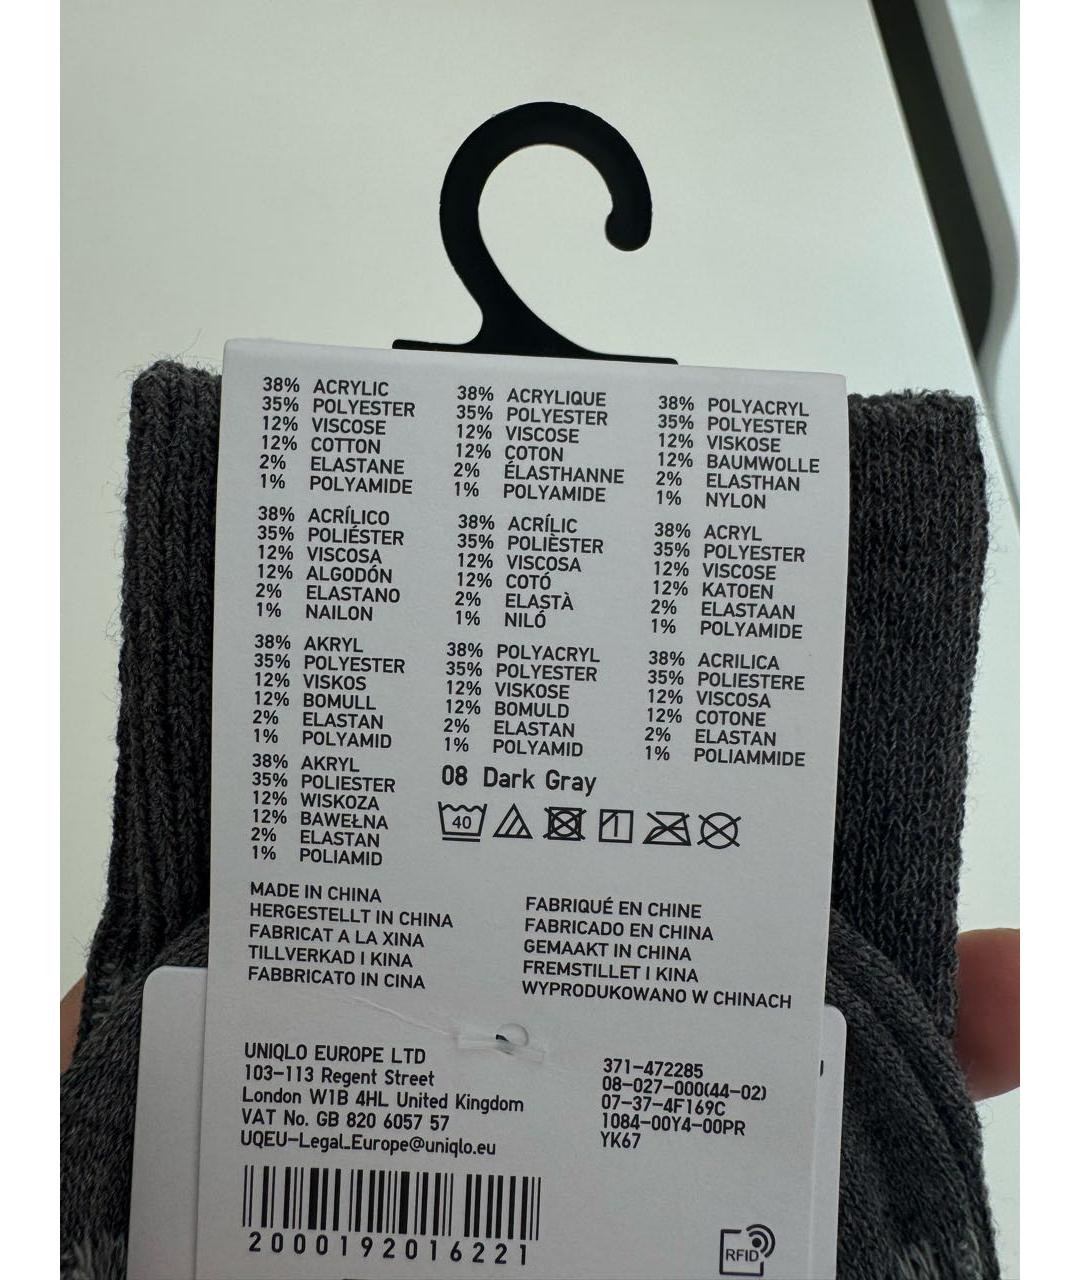 38% ACRYLIC
35% POLYESTER
12% VISCOSE
12% COTTON
2% ELASTANE
1% POLYAMIDE
38% ACRYLIQUE
35% POLYESTER
12% VISCOSE
12% COTON
2% ÉLASTHANNE
1% POLYAMIDE
38% POLYACRYL
35% POLYESTER
12% VISKOSE
12% BAUMWOLLE
2% ELASTHAN
1% NYLON
38% ACRÍLICO
35% POLIÉSTER
12% VISCOSA
12% ALGODÓN
2% ELASTANO
1% NAILON
38% ACRÍLIC
35% POLIÈSTER
12% VISCOSA
12% COTÓ
2% ELASTÀ
1% NILÓ
38% ACRYL
35% POLYESTER
12% VISCOSE
12% KATOEN
2% ELASTAAN
1% POLYAMIDE
38% AKRYL
35% POLYESTER
12% VISKOS
12% BOMULL
2% ELASTAN
1% POLYAMID
38% POLYACRYL
35% POLYESTER
12% VISKOSE
12% BOMULD
2% ELASTAN
1% POLYAMID
38% ACRILICA
35% POLIESTERE
12% VISCOSA
12% COTONE
2% ELASTAN
1% POLIAMMIDE
38% AKRYL
35% POLIESTER
12% WISKOZA
12% BAWEŁNA
2% ELASTAN
1% POLIAMID
08 Dark Gray
40
MADE IN CHINA
HERGESTELLT IN CHINA
FABRICAT A LA XINA
TILLVERKAD I KINA
FABBRICATO IN CINA
FABRIQUÉ EN CHINE
FABRICADO EN CHINA
GEMAAKT IN CHINA
FREMSTILLET I KINA
WYPRODUKOWANO W CHINACH
UNIQLO EUROPE LTD
103-113 Regent Street
London W1B 4HL United Kingdom
VAT No. GB 820 6057 57
UQEU-Legal_Europe@uniqlo.eu
371-472285
08-027-000(44-02)
07-37-4F169C
1084-00Y4-00PR
YK67
2000192016221
RFID